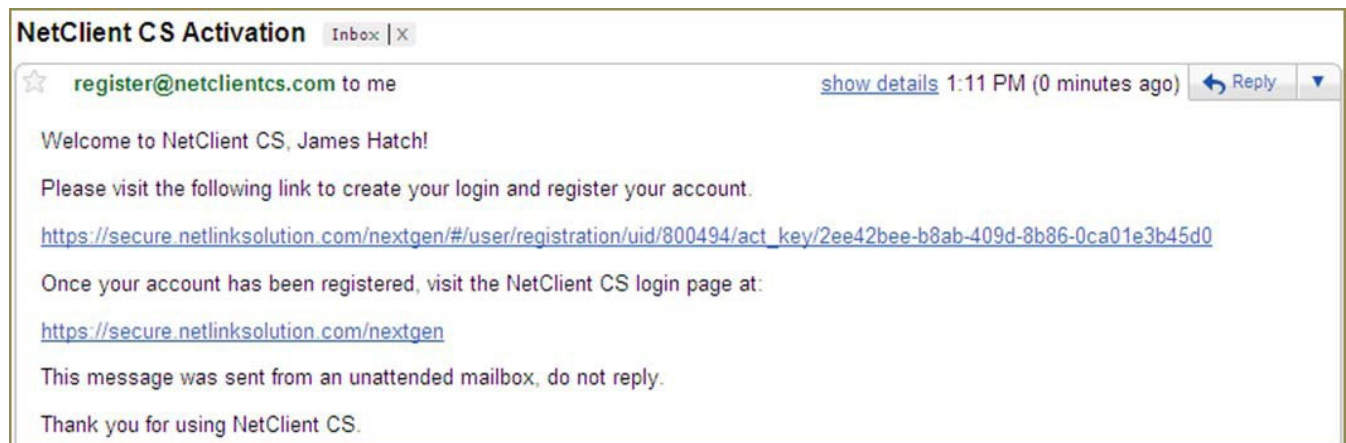 NetClient CS Activation Inbox | X
register@netclientcs.com to me show details 1:11 PM (0 minutes ago) Reply
Welcome to NetClient CS, James Hatch!
Please visit the following link to create your login and register your account.
https://secure.netlinksolution.com/nextgen/#/user/registration/uid/800494/act_key/2ee42bee-b8ab-409d-8b86-0ca01e3b45d0
Once your account has been registered, visit the NetClient CS login page at:
https://secure.netlinksolution.com/nextgen
This message was sent from an unattended mailbox, do not reply.
Thank you for using NetClient CS.